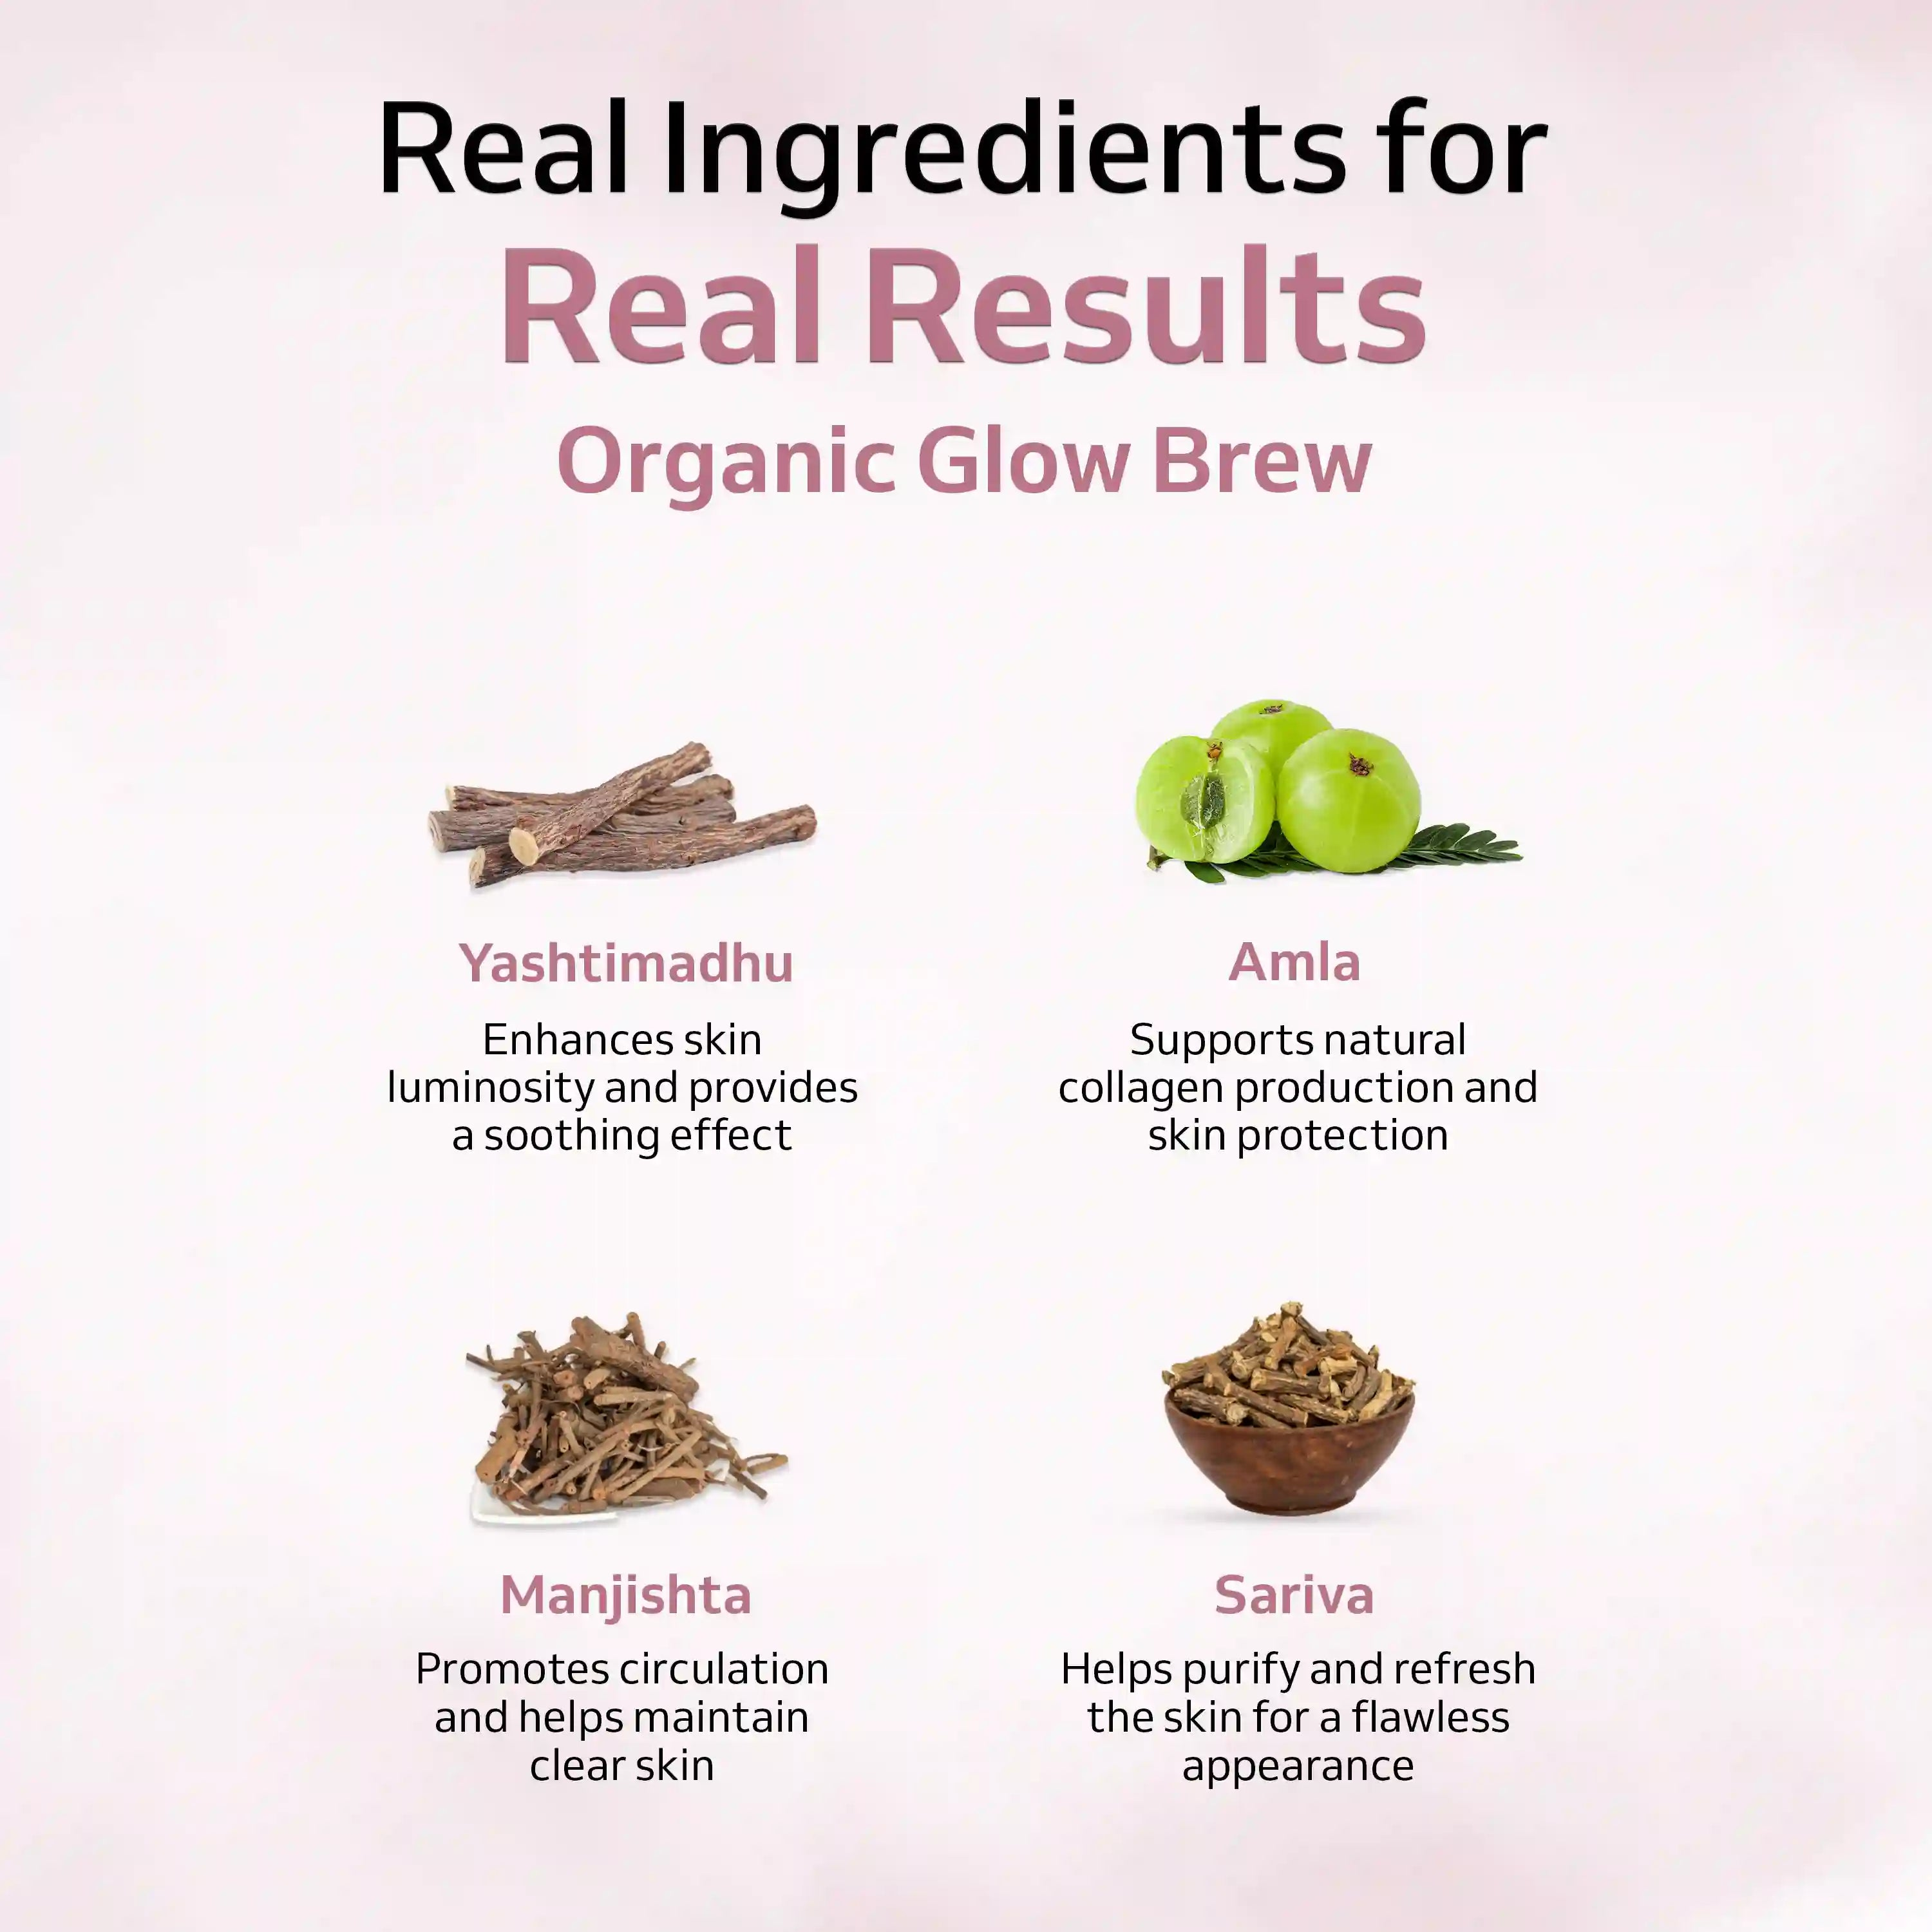 Real Ingredients for
Real Results
Organic Glow Brew
Yashtimadhu
Enhances skin
luminosity and provides
a soothing effect
Amla
Supports natural
collagen production and
skin protection
Manjishta
Promotes circulation
and helps maintain
clear skin
Sariva
Helps purify and refresh
the skin for a flawless
appearance